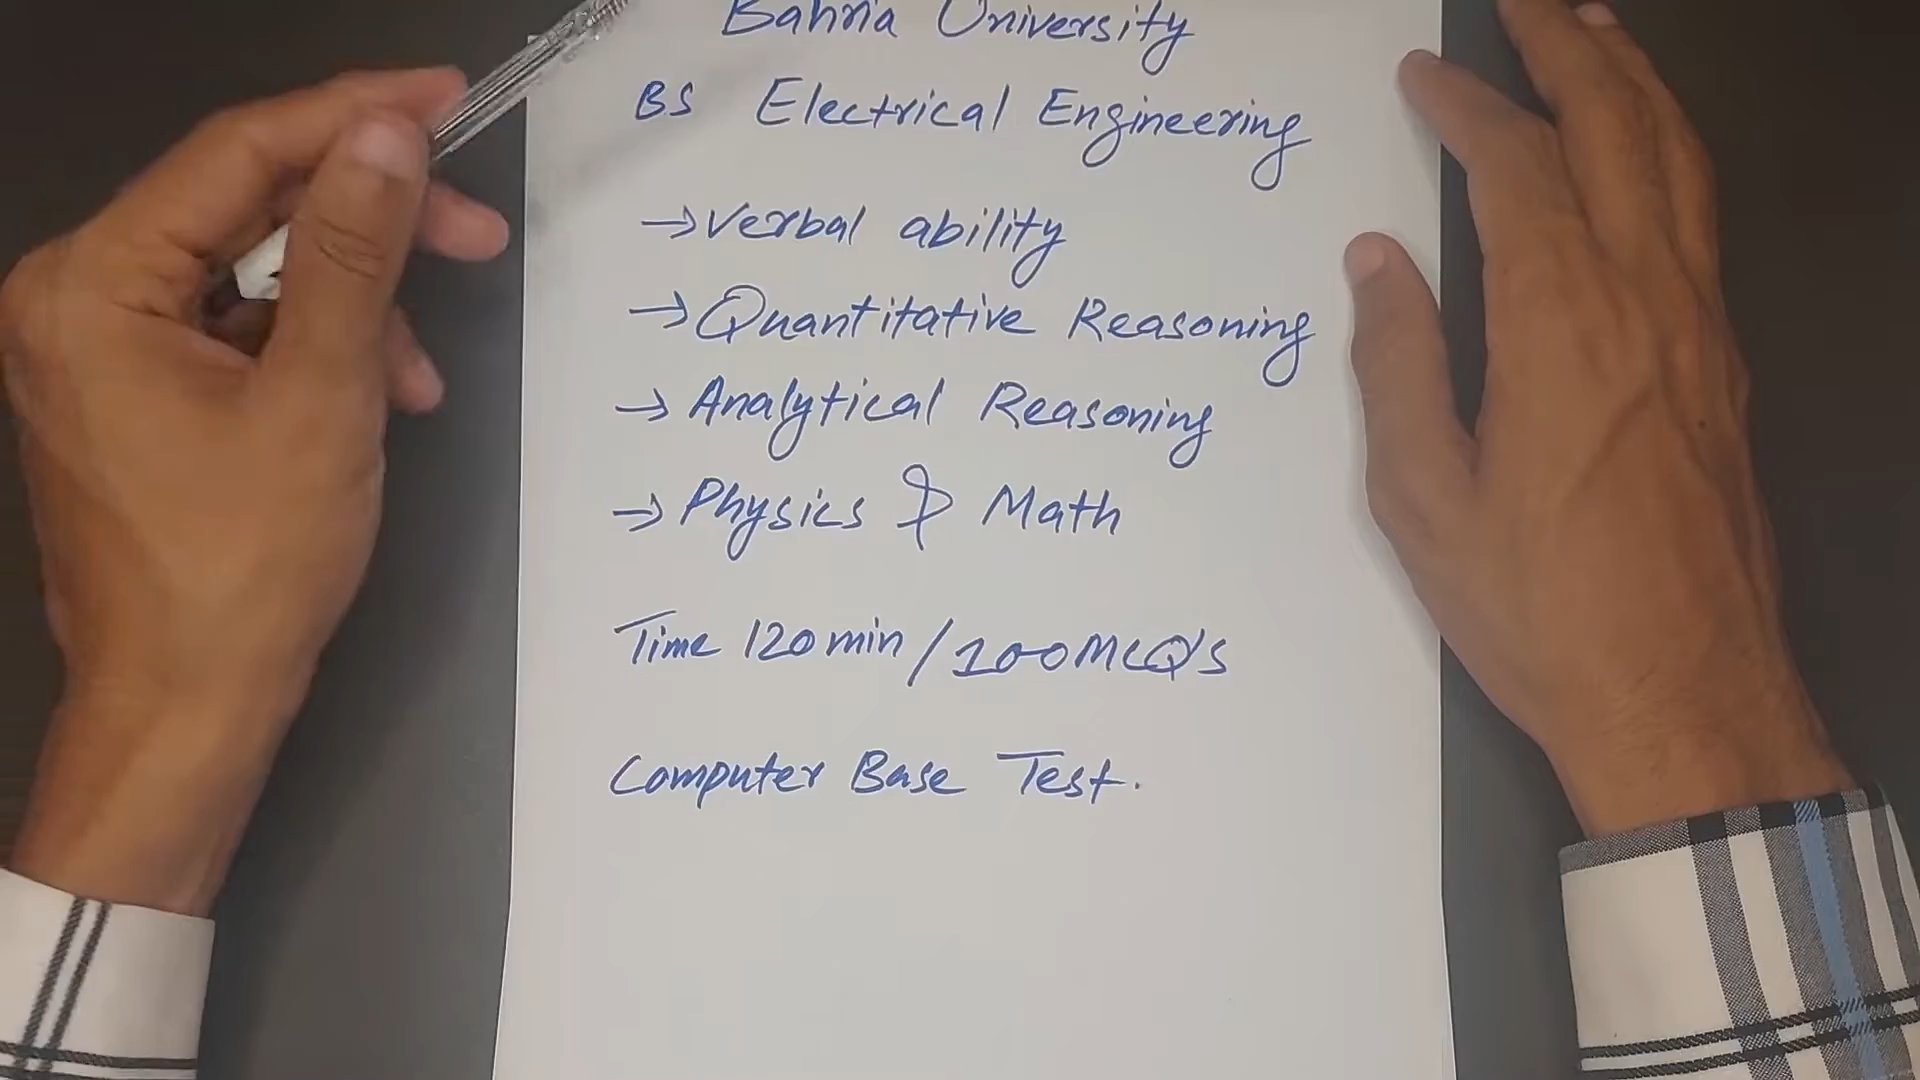 Bahria University
BS Electrical Engineering
→ Verbal ability
→ Quantitative Reasoning
→ Analytical Reasoning
→ Physics & Math
Time 120 min / 100 MCQ'S
Computer Base Test.